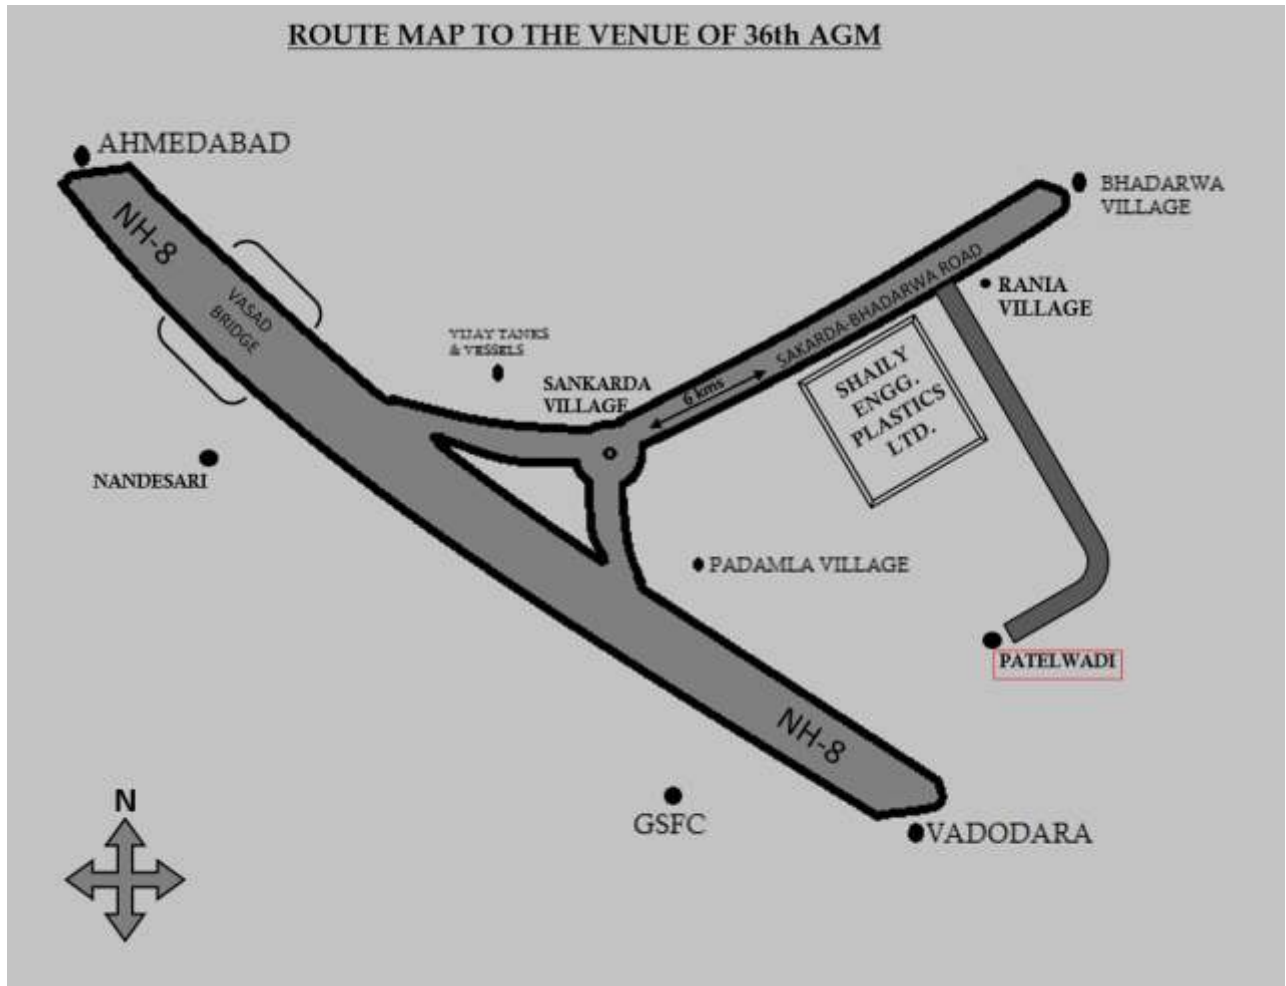 ROUTE MAP TO THE VENUE OF 36th AGM
AHMEDABAD
BHADARWA
VILLAGE
NH-8
VASAD
BRIDGE
SAKARDA-BHADARWA ROAD
RANIA
VILLAGE
VIJAY TANKS
& VESSELS
SANKARDA
VILLAGE
6 kms
SHAILY
ENGG.
PLASTICS
LTD.
NANDESARI
PADAMLA VILLAGE
PATELWADI
NH-8
N
GSFC
VADODARA